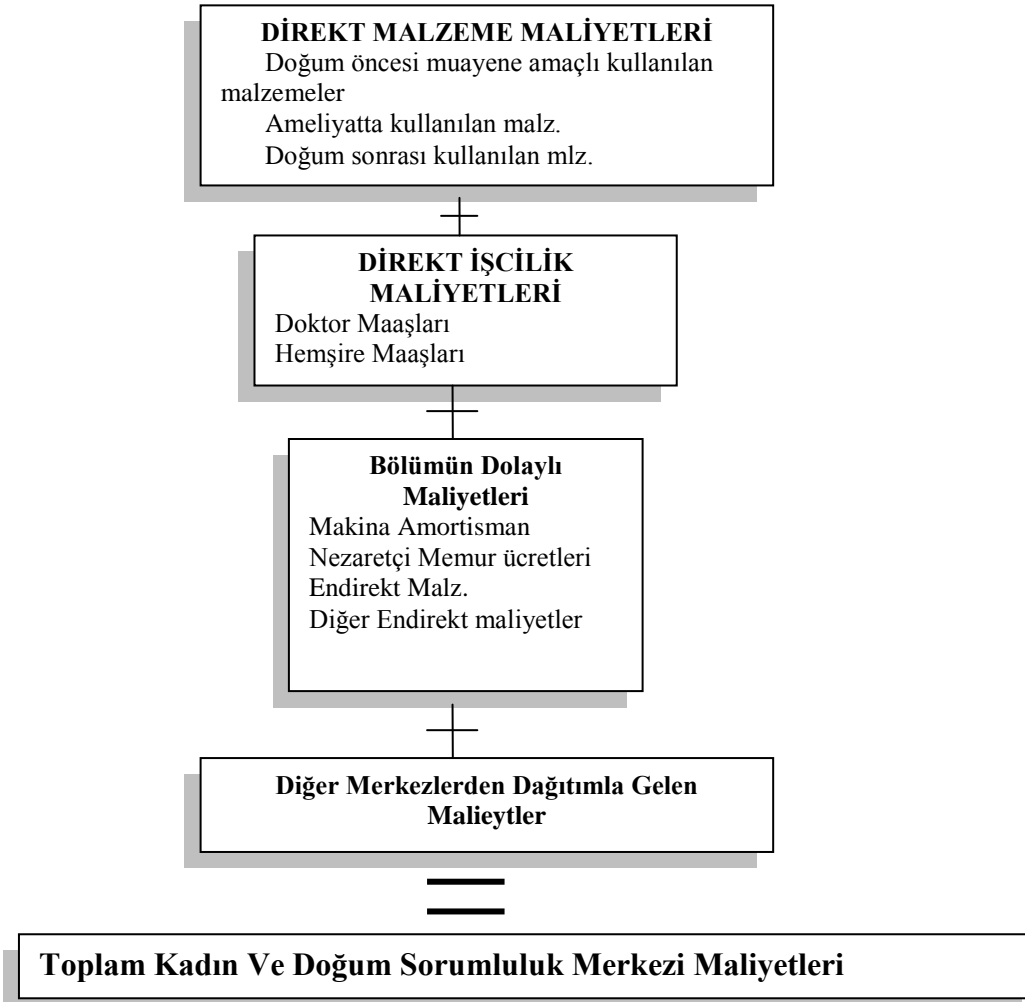 DİREKT MALZEME MALİYETLERİ
Doğum öncesi muayene amaçlı kullanılan
malzemeler
Ameliyatta kullanılan malz.
Doğum sonrası kullanılan mlz.
DİREKT İŞCİLİK
MALİYETLERİ
Doktor Maaşları
Hemşire Maaşları
Bölümün Dolaylı
Maliyetleri
Makina Amortisman
Nezaretçi Memur ücretleri
Endirekt Malz.
Diğer Endirekt maliyetler
Diğer Merkezlerden Dağıtımla Gelen
Malieytler
Toplam Kadın Ve Doğum Sorumluluk Merkezi Maliyetleri